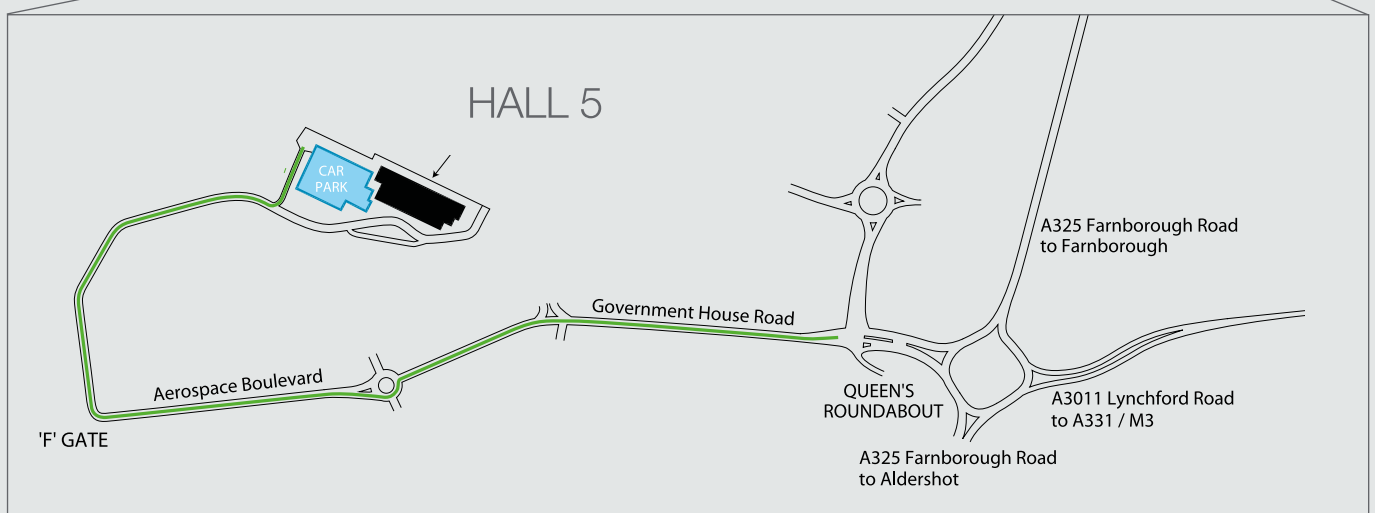 HALL 5
CAR
PARK
A325 Farnborough Road
to Farnborough
Government House Road
Aerospace Boulevard
QUEEN'S
ROUNDABOUT
A3011 Lynchford Road
to A331 / M3
'F' GATE
A325 Farnborough Road
to Aldershot